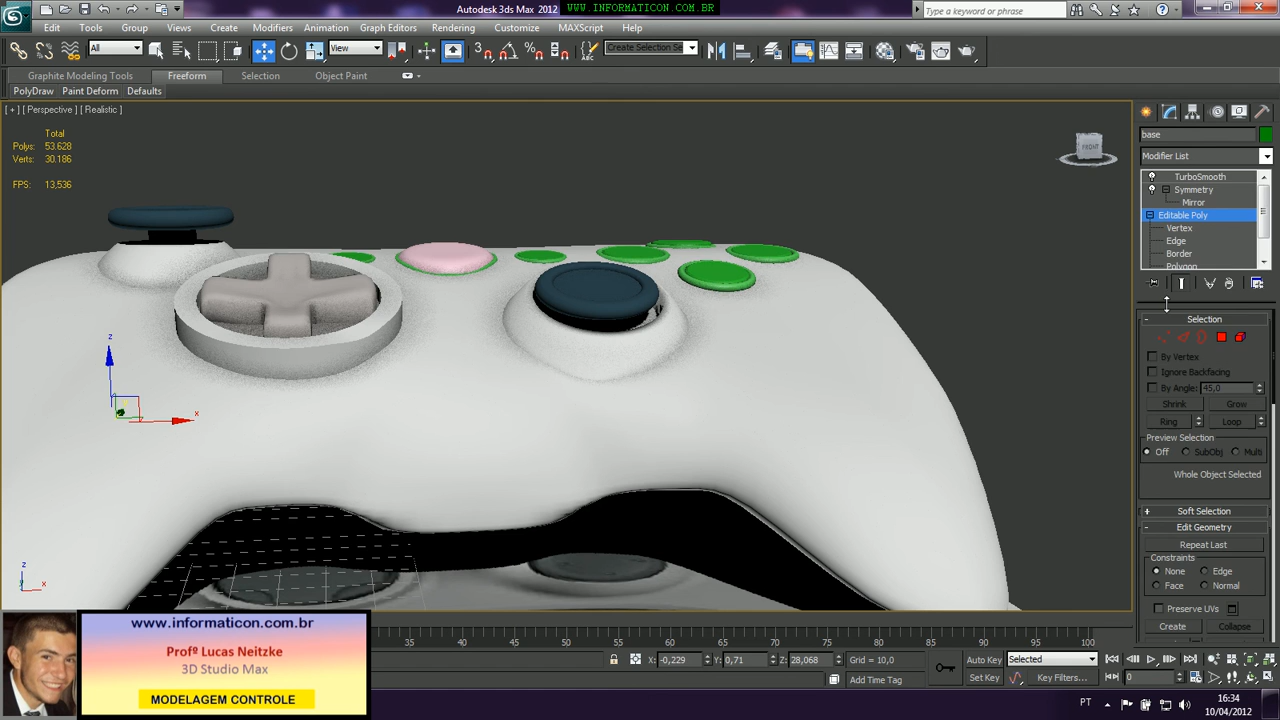 Autodesk 3ds Max 2012
WWW.INFORMATICON.COM.BR
Type a keyword or phrase
Edit Tools Group Views Create Modifiers Animation Graph Editors Rendering Customize MAXScript Help
All View Create Selection Se
Graphite Modeling Tools Freeform Selection Object Paint
PolyDraw Paint Deform Defaults
[ + ] [ Perspective ] [ Realistic ]
Total
Polys: 53.628
Verts: 30.186
FPS: 13,536
FRONT
base
Modifier List
TurboSmooth
Symmetry
Mirror
Editable Poly
Vertex
Edge
Border
Polygon
Selection
By Vertex
Ignore Backfacing
By Angle: 45,0
Shrink Grow
Ring Loop
Preview Selection
Off SubObj Multi
Whole Object Selected
Soft Selection
Edit Geometry
Repeat Last
Constraints
None Edge
Face Normal
Preserve UVs
Create Collapse
z
x
z
x
35 40 45 50 55 60 65 70 75 80 85 90 95 100
X: -0,229 Y: 0,71 Z: 28,068 Grid = 10,0
Auto Key Selected
Add Time Tag
Set Key Key Filters... 0
www.informaticon.com.br
Profº Lucas Neitzke
3D Studio Max
MODELAGEM CONTROLE
PT
16:34
10/04/2012